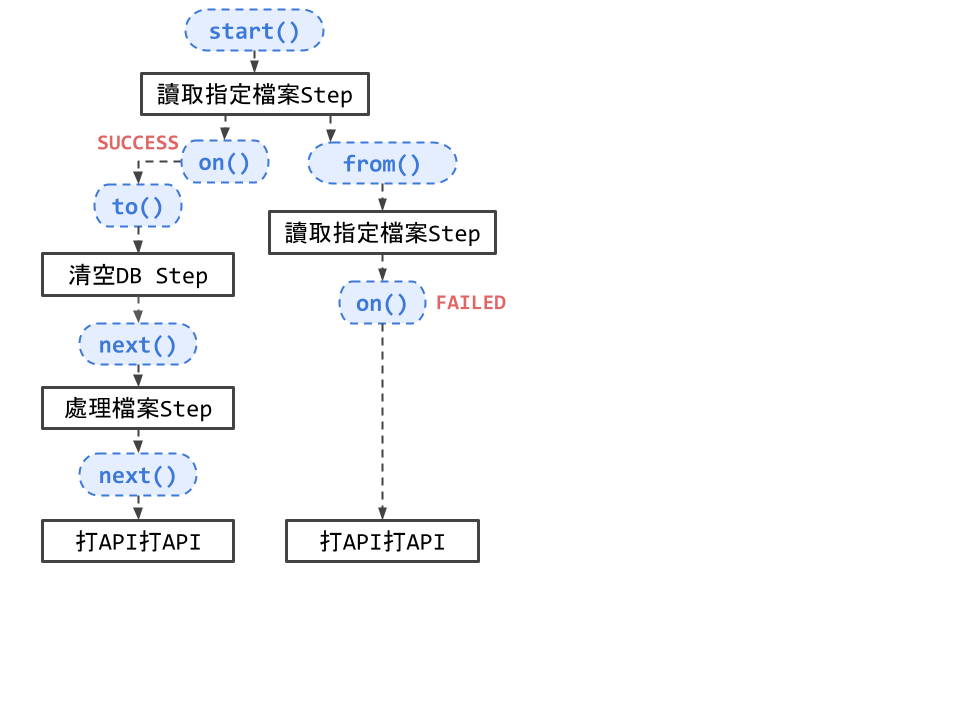 start()
讀取指定檔案Step
SUCCESS
on()
from()
to()
讀取指定檔案Step
清空DB Step
on()
FAILED
next()
處理檔案Step
next()
打API打API
打API打API